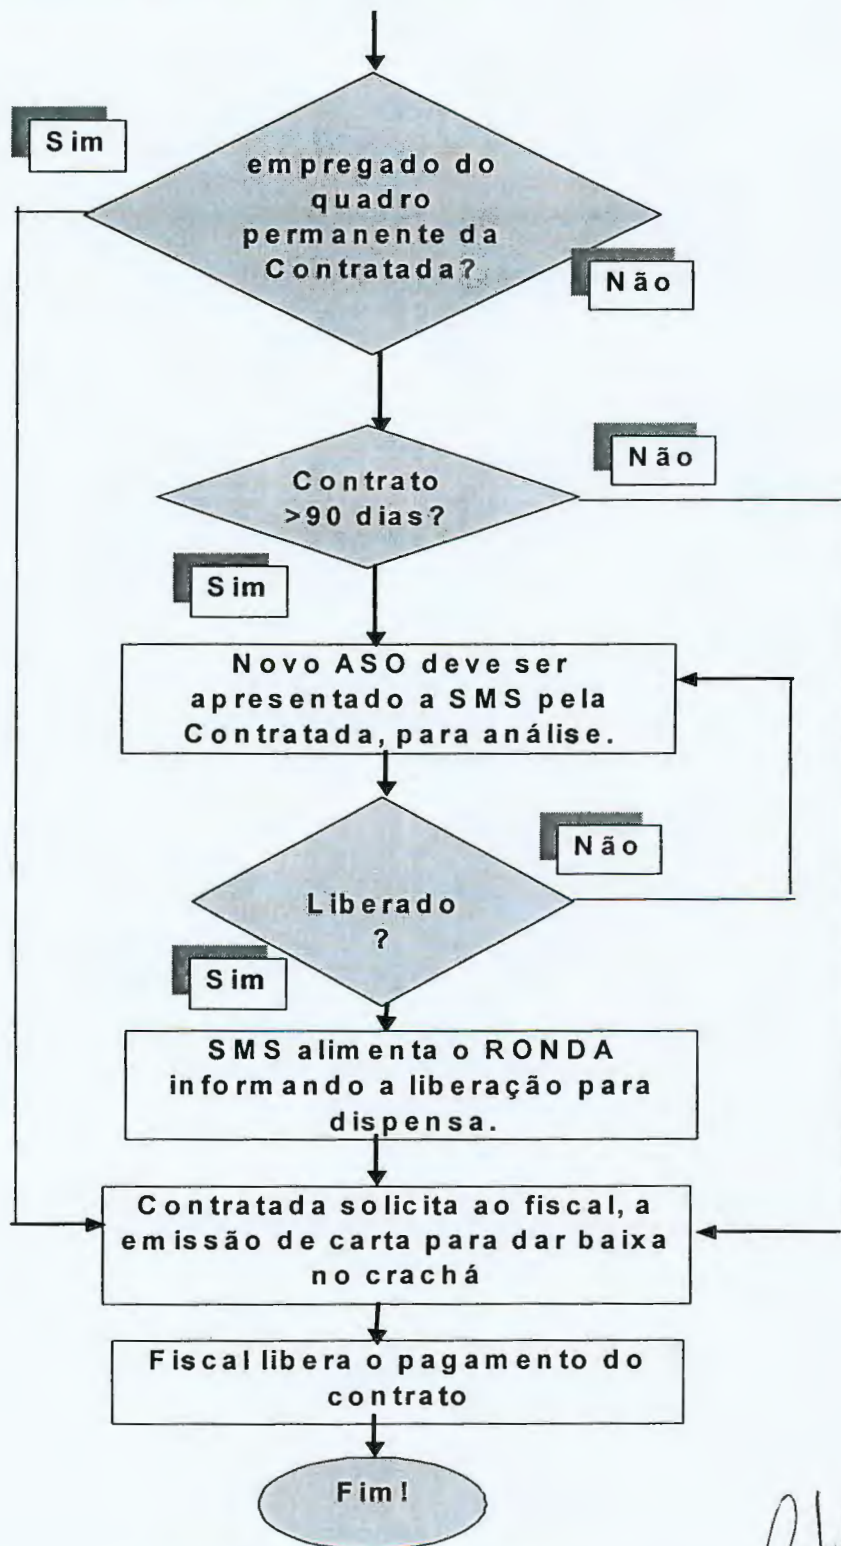 Sim
empregado do
quadro
permanente da
Contratada?
Não
Contrato
>90 dias?
Não
Sim
Novo ASO deve ser
apresentado a SMS pela
Contratada, para análise.
Não
Liberado
?
Sim
SMS alimenta o RONDA
informando a liberação para
dispensa.
Contratada solicita ao fiscal, a
emissão de carta para dar baixa
no crachá
Fiscal libera o pagamento do
contrato
Fim!